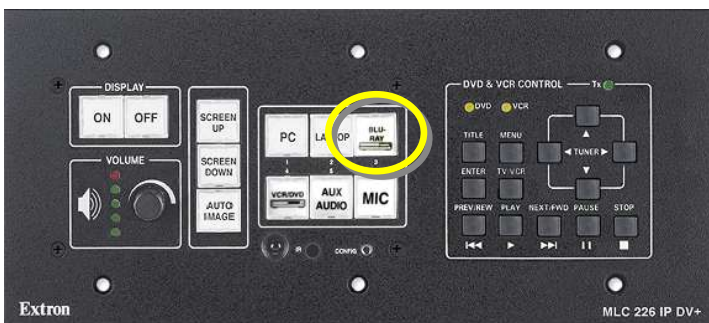 DISPLAY
ON OFF
VOLUME
SCREEN UP
SCREEN DOWN
AUTO IMAGE
PC
BLU-RAY
1 2 3
4 5
VCR/DVD
AUX AUDIO
MIC
IR
CONFIG
DVD & VCR CONTROL Tx
DVD VCR
TITLE MENU
TUNER
ENTER TV/VCR
PREV/REW PLAY NEXT/FWD PAUSE STOP
Extron
MLC 226 IP DV+